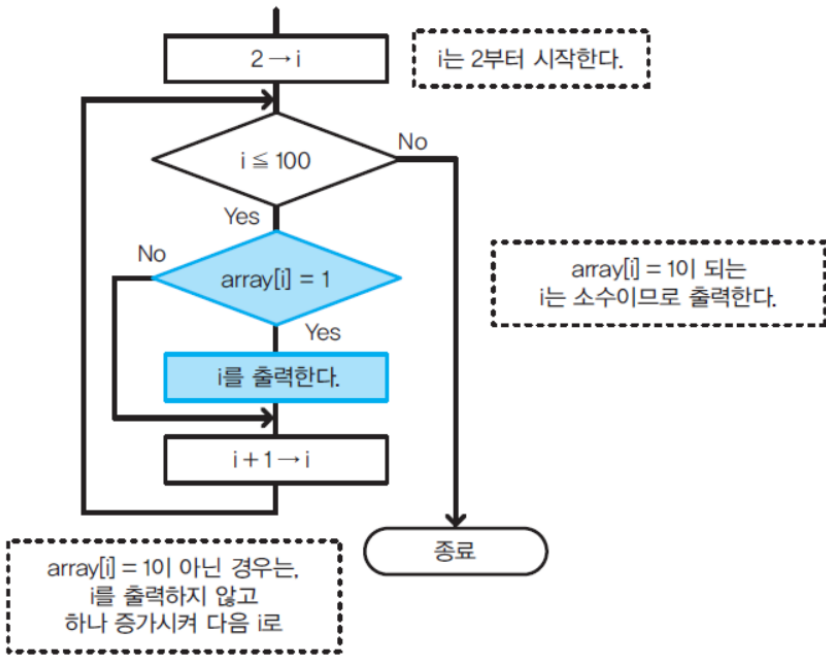 2 → i
i는 2부터 시작한다.
i ≦ 100
No
Yes
No
array[i] = 1
array[i] = 1이 되는
i는 소수이므로 출력한다.
Yes
i를 출력한다.
i + 1 → i
종료
array[i] = 1이 아닌 경우는,
i를 출력하지 않고
하나 증가시켜 다음 i로